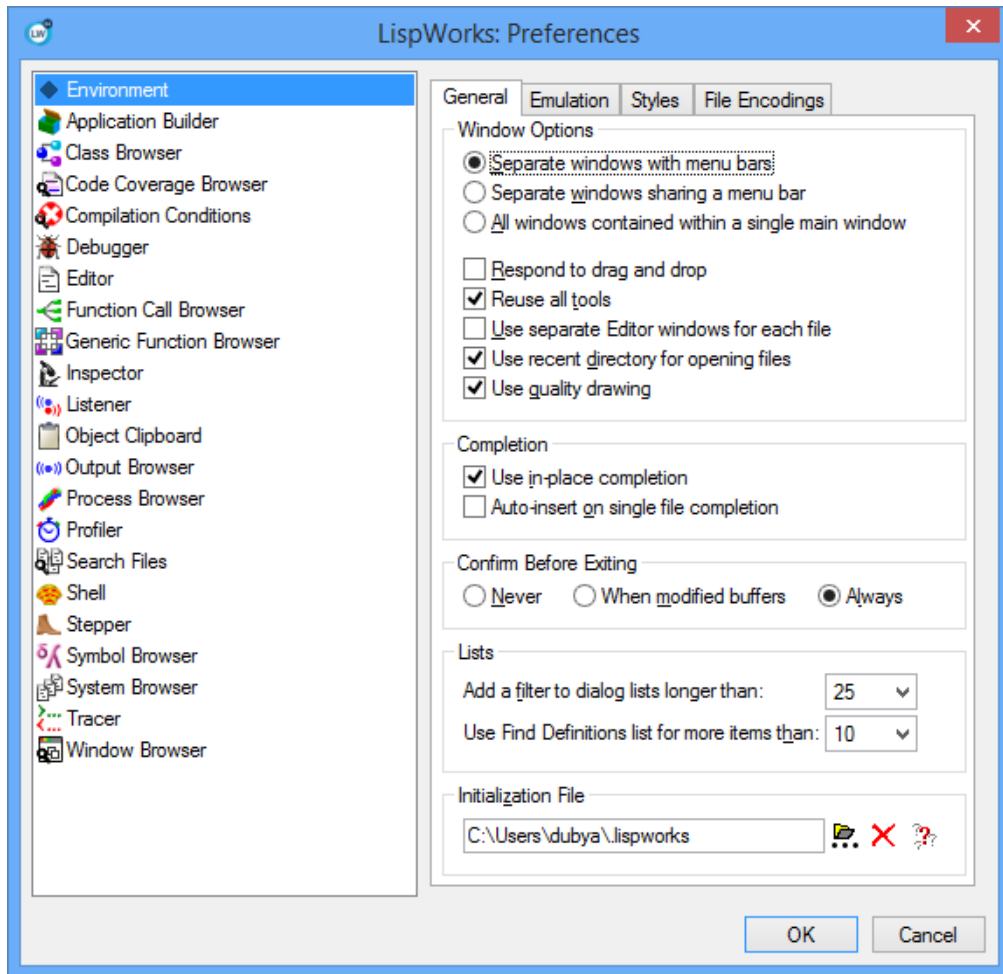 LW
LispWorks: Preferences
Environment
Application Builder
Class Browser
Code Coverage Browser
Compilation Conditions
Debugger
Editor
Function Call Browser
Generic Function Browser
Inspector
Listener
Object Clipboard
Output Browser
Process Browser
Profiler
Search Files
Shell
Stepper
Symbol Browser
System Browser
Tracer
Window Browser
General Emulation Styles File Encodings
Window Options
Separate windows with menu bars
Separate windows sharing a menu bar
All windows contained within a single main window
Respond to drag and drop
Reuse all tools
Use separate Editor windows for each file
Use recent directory for opening files
Use quality drawing
Completion
Use in-place completion
Auto-insert on single file completion
Confirm Before Exiting
Never When modified buffers Always
Lists
Add a filter to dialog lists longer than: 25
Use Find Definitions list for more items than: 10
Initialization File
C:\Users\dubya\.lispworks
OK Cancel